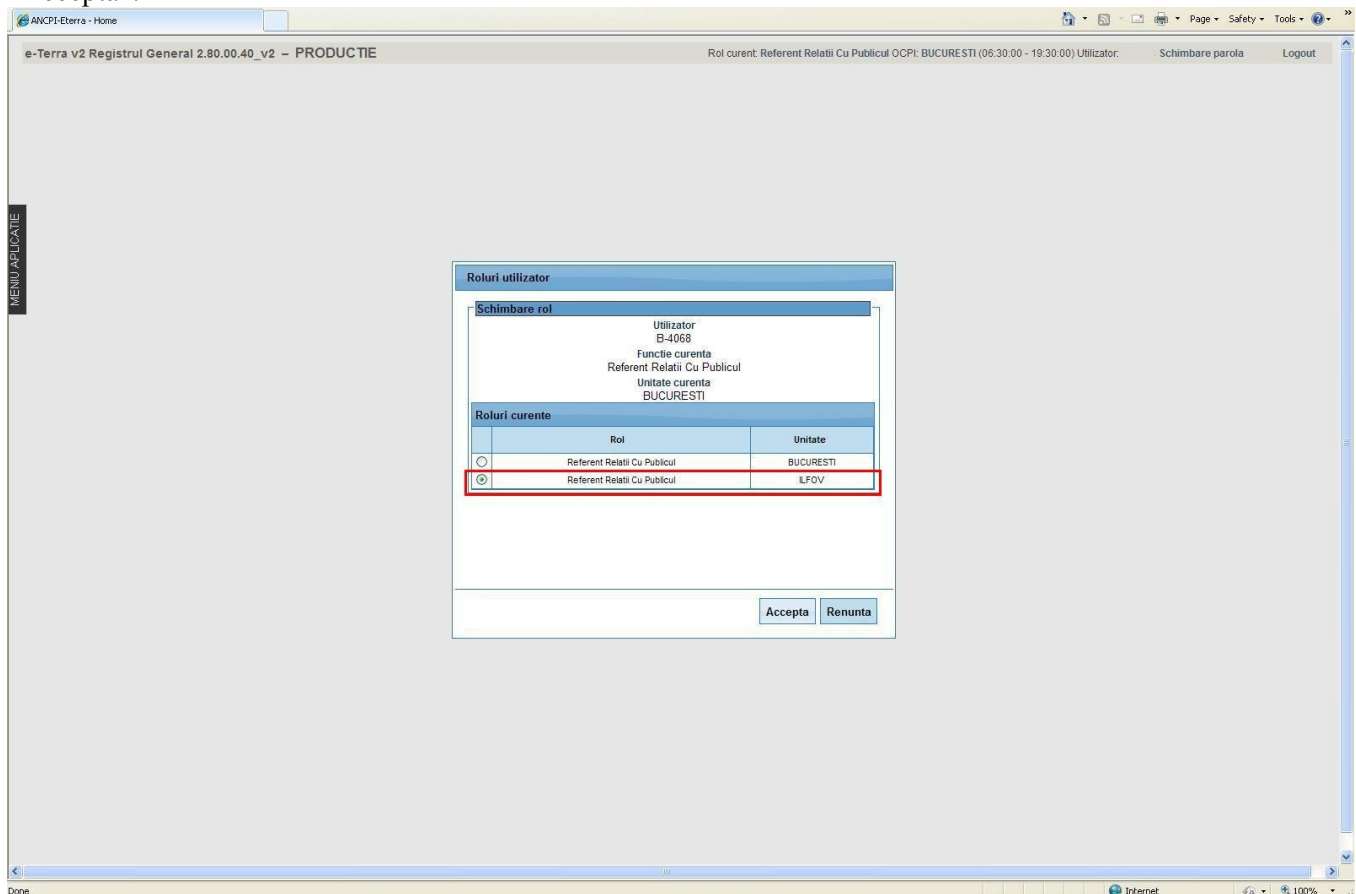 ANCPI-Eterra - Home
Page Safety Tools
e-Terra v2 Registrul General 2.80.00.40_v2 – PRODUCTIE
Rol curent: Referent Relatii Cu Publicul OCPI: BUCURESTI (06:30:00 - 19:30:00) Utilizator: Schimbare parola Logout
MENIU APLICATIE
Roluri utilizator
Schimbare rol
Utilizator
B-4068
Functie curenta
Referent Relatii Cu Publicul
Unitate curenta
BUCURESTI
Roluri curente
Rol Unitate
Referent Relatii Cu Publicul BUCURESTI
Referent Relatii Cu Publicul ILFOV
Accepta Renunta
Done Internet 100%